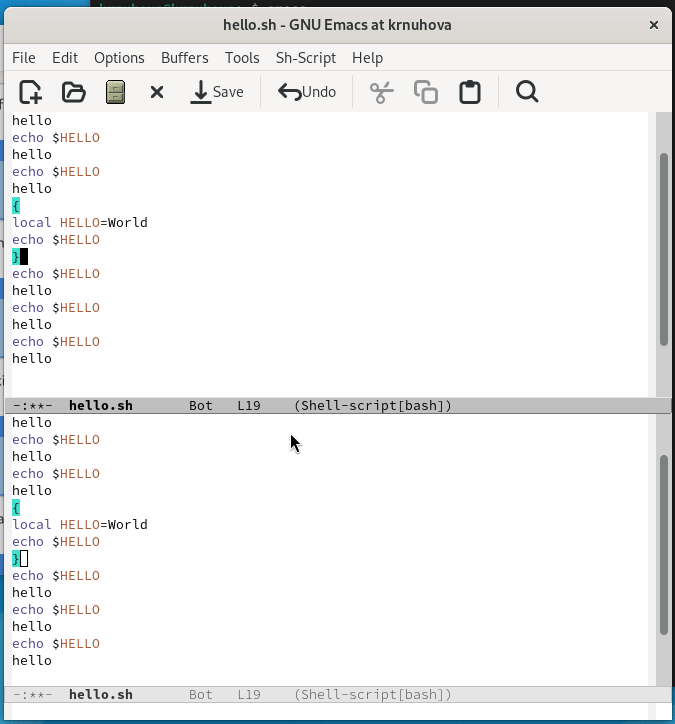 hello.sh - GNU Emacs at krnuhova
File Edit Options Buffers Tools Sh-Script Help
Save Undo
hello
echo $HELLO
hello
echo $HELLO
hello
{
local HELLO=World
echo $HELLO
}
echo $HELLO
hello
echo $HELLO
hello
echo $HELLO
hello
-:**- hello.sh Bot L19 (Shell-script[bash])
hello
echo $HELLO
hello
echo $HELLO
hello
{
local HELLO=World
echo $HELLO
}
echo $HELLO
hello
echo $HELLO
hello
echo $HELLO
hello
-:**- hello.sh Bot L19 (Shell-script[bash])